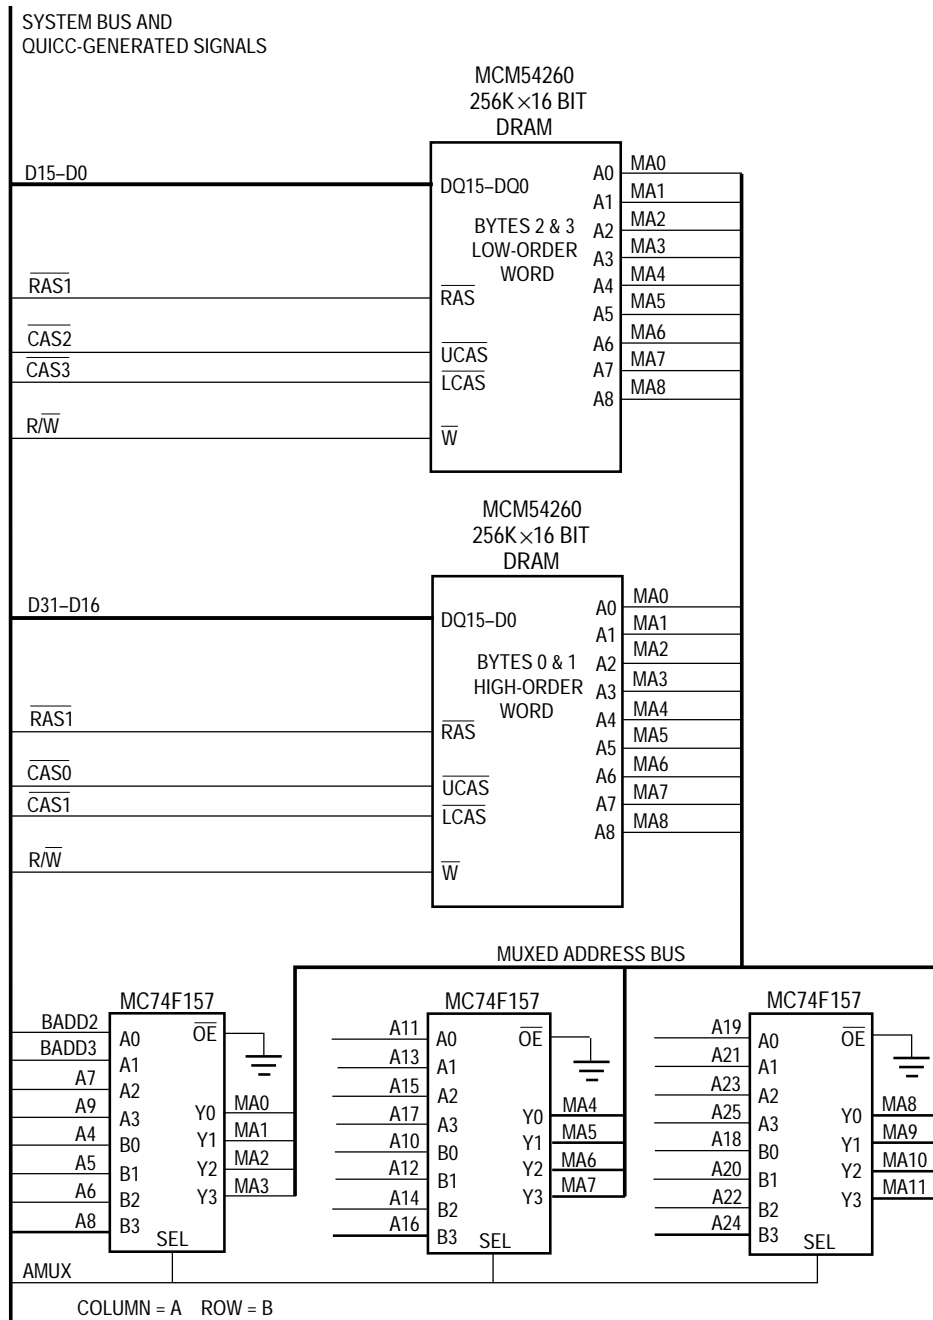 SYSTEM BUS AND
QUICC-GENERATED SIGNALS
MCM54260
256K ×16 BIT
DRAM
D15–D0
DQ15–DQ0
BYTES 2 & 3
LOW-ORDER
WORD
RAS1
RAS
CAS2
UCAS
CAS3
LCAS
R/W
W
A0 MA0
A1 MA1
A2 MA2
A3 MA3
A4 MA4
A5 MA5
A6 MA6
A7 MA7
A8 MA8
MCM54260
256K ×16 BIT
DRAM
D31–D16
DQ15–D0
BYTES 0 & 1
HIGH-ORDER
WORD
RAS1
RAS
CAS0
UCAS
CAS1
LCAS
R/W
W
A0 MA0
A1 MA1
A2 MA2
A3 MA3
A4 MA4
A5 MA5
A6 MA6
A7 MA7
A8 MA8
MUXED ADDRESS BUS
MC74F157
BADD2 A0
BADD3 A1
A7 A2
A9 A3
A4 B0
A5 B1
A6 B2
A8 B3
OE
Y0 MA0
Y1 MA1
Y2 MA2
Y3 MA3
SEL
MC74F157
A11 A0
A13 A1
A15 A2
A17 A3
A10 B0
A12 B1
A14 B2
A16 B3
OE
Y0 MA4
Y1 MA5
Y2 MA6
Y3 MA7
SEL
MC74F157
A19 A0
A21 A1
A23 A2
A25 A3
A18 B0
A20 B1
A22 B2
A24 B3
OE
Y0 MA8
Y1 MA9
Y2 MA10
Y3 MA11
SEL
AMUX
COLUMN = A ROW = B